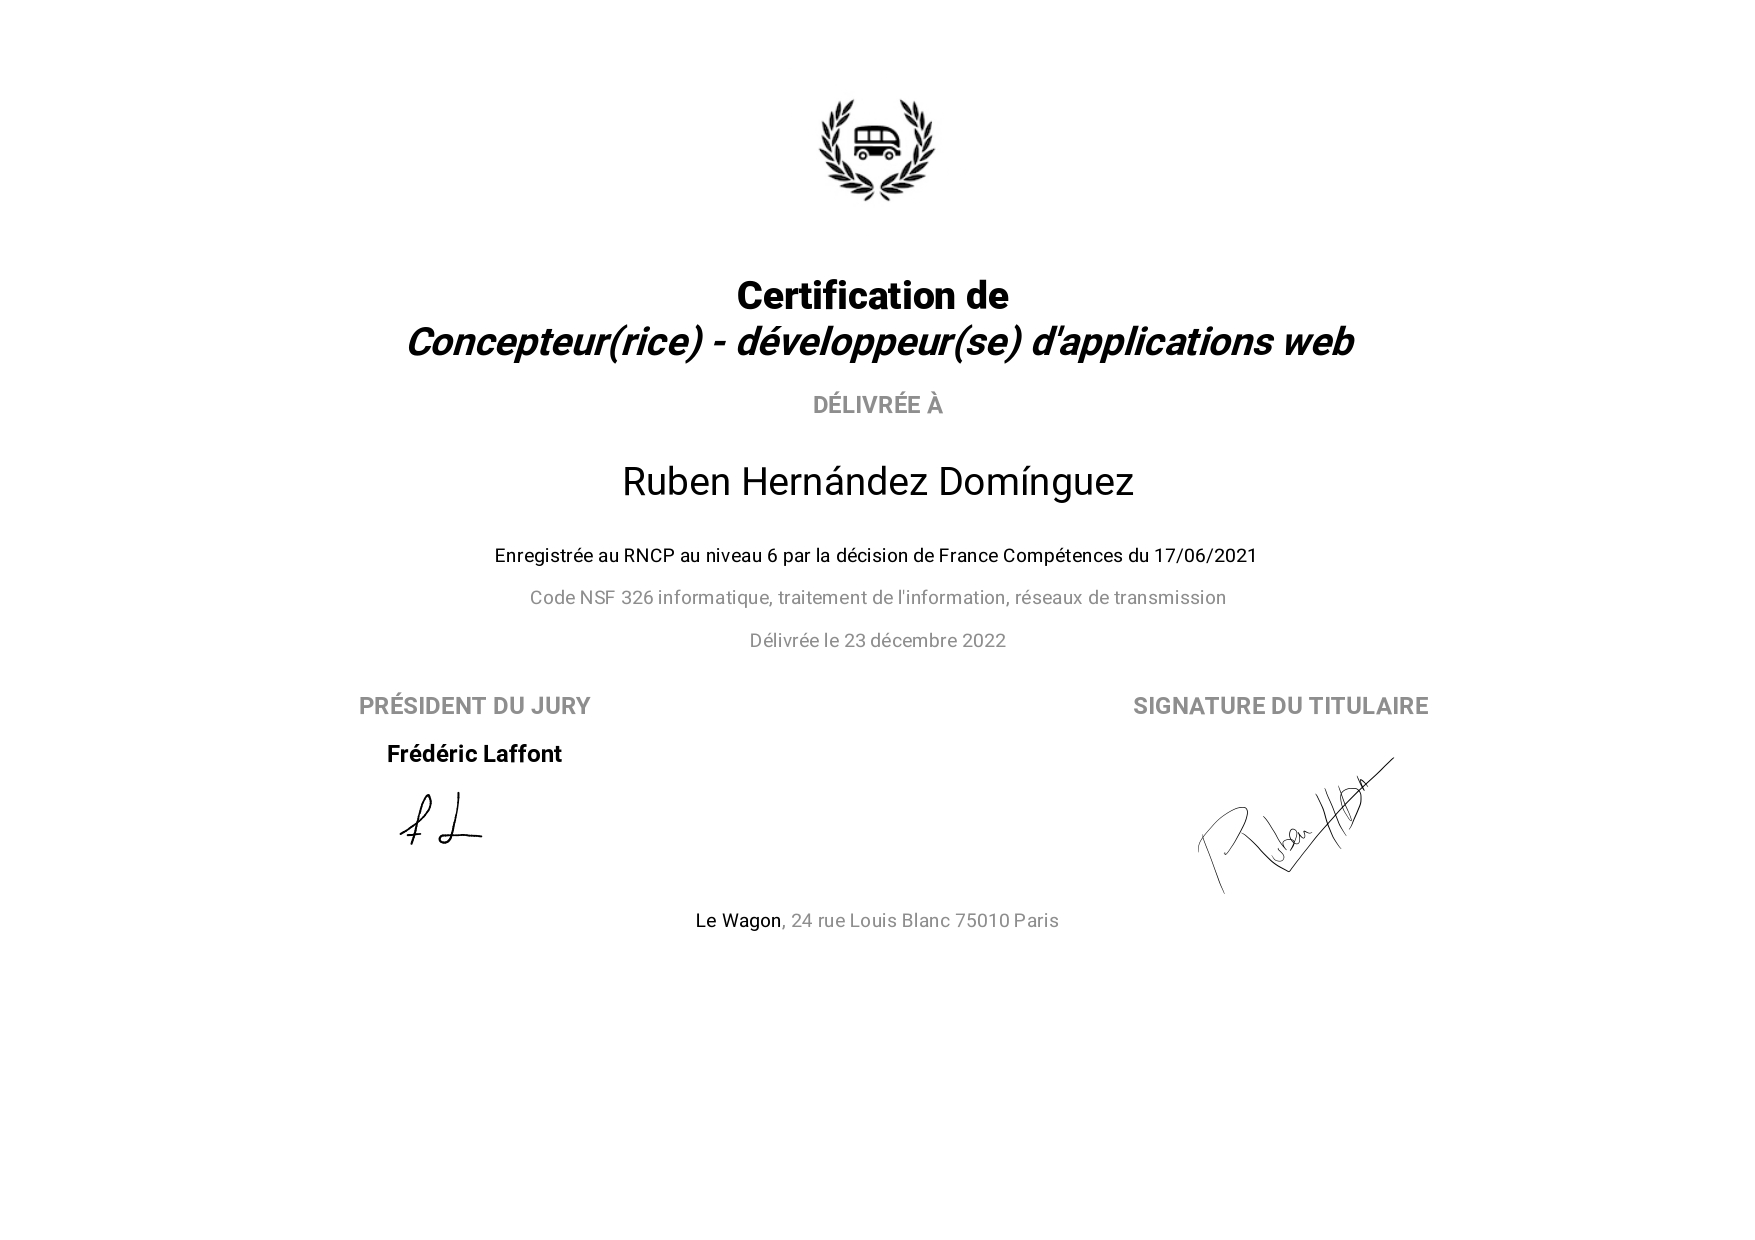 Certification de
Concepteur(rice) - développeur(se) d'applications web
DÉLIVRÉE À
Ruben Hernández Domínguez
Enregistrée au RNCP au niveau 6 par la décision de France Compétences du 17/06/2021
Code NSF 326 informatique, traitement de l'information, réseaux de transmission
Délivrée le 23 décembre 2022
PRÉSIDENT DU JURY
Frédéric Laffont
SIGNATURE DU TITULAIRE
Ruben
Le Wagon, 24 rue Louis Blanc 75010 Paris